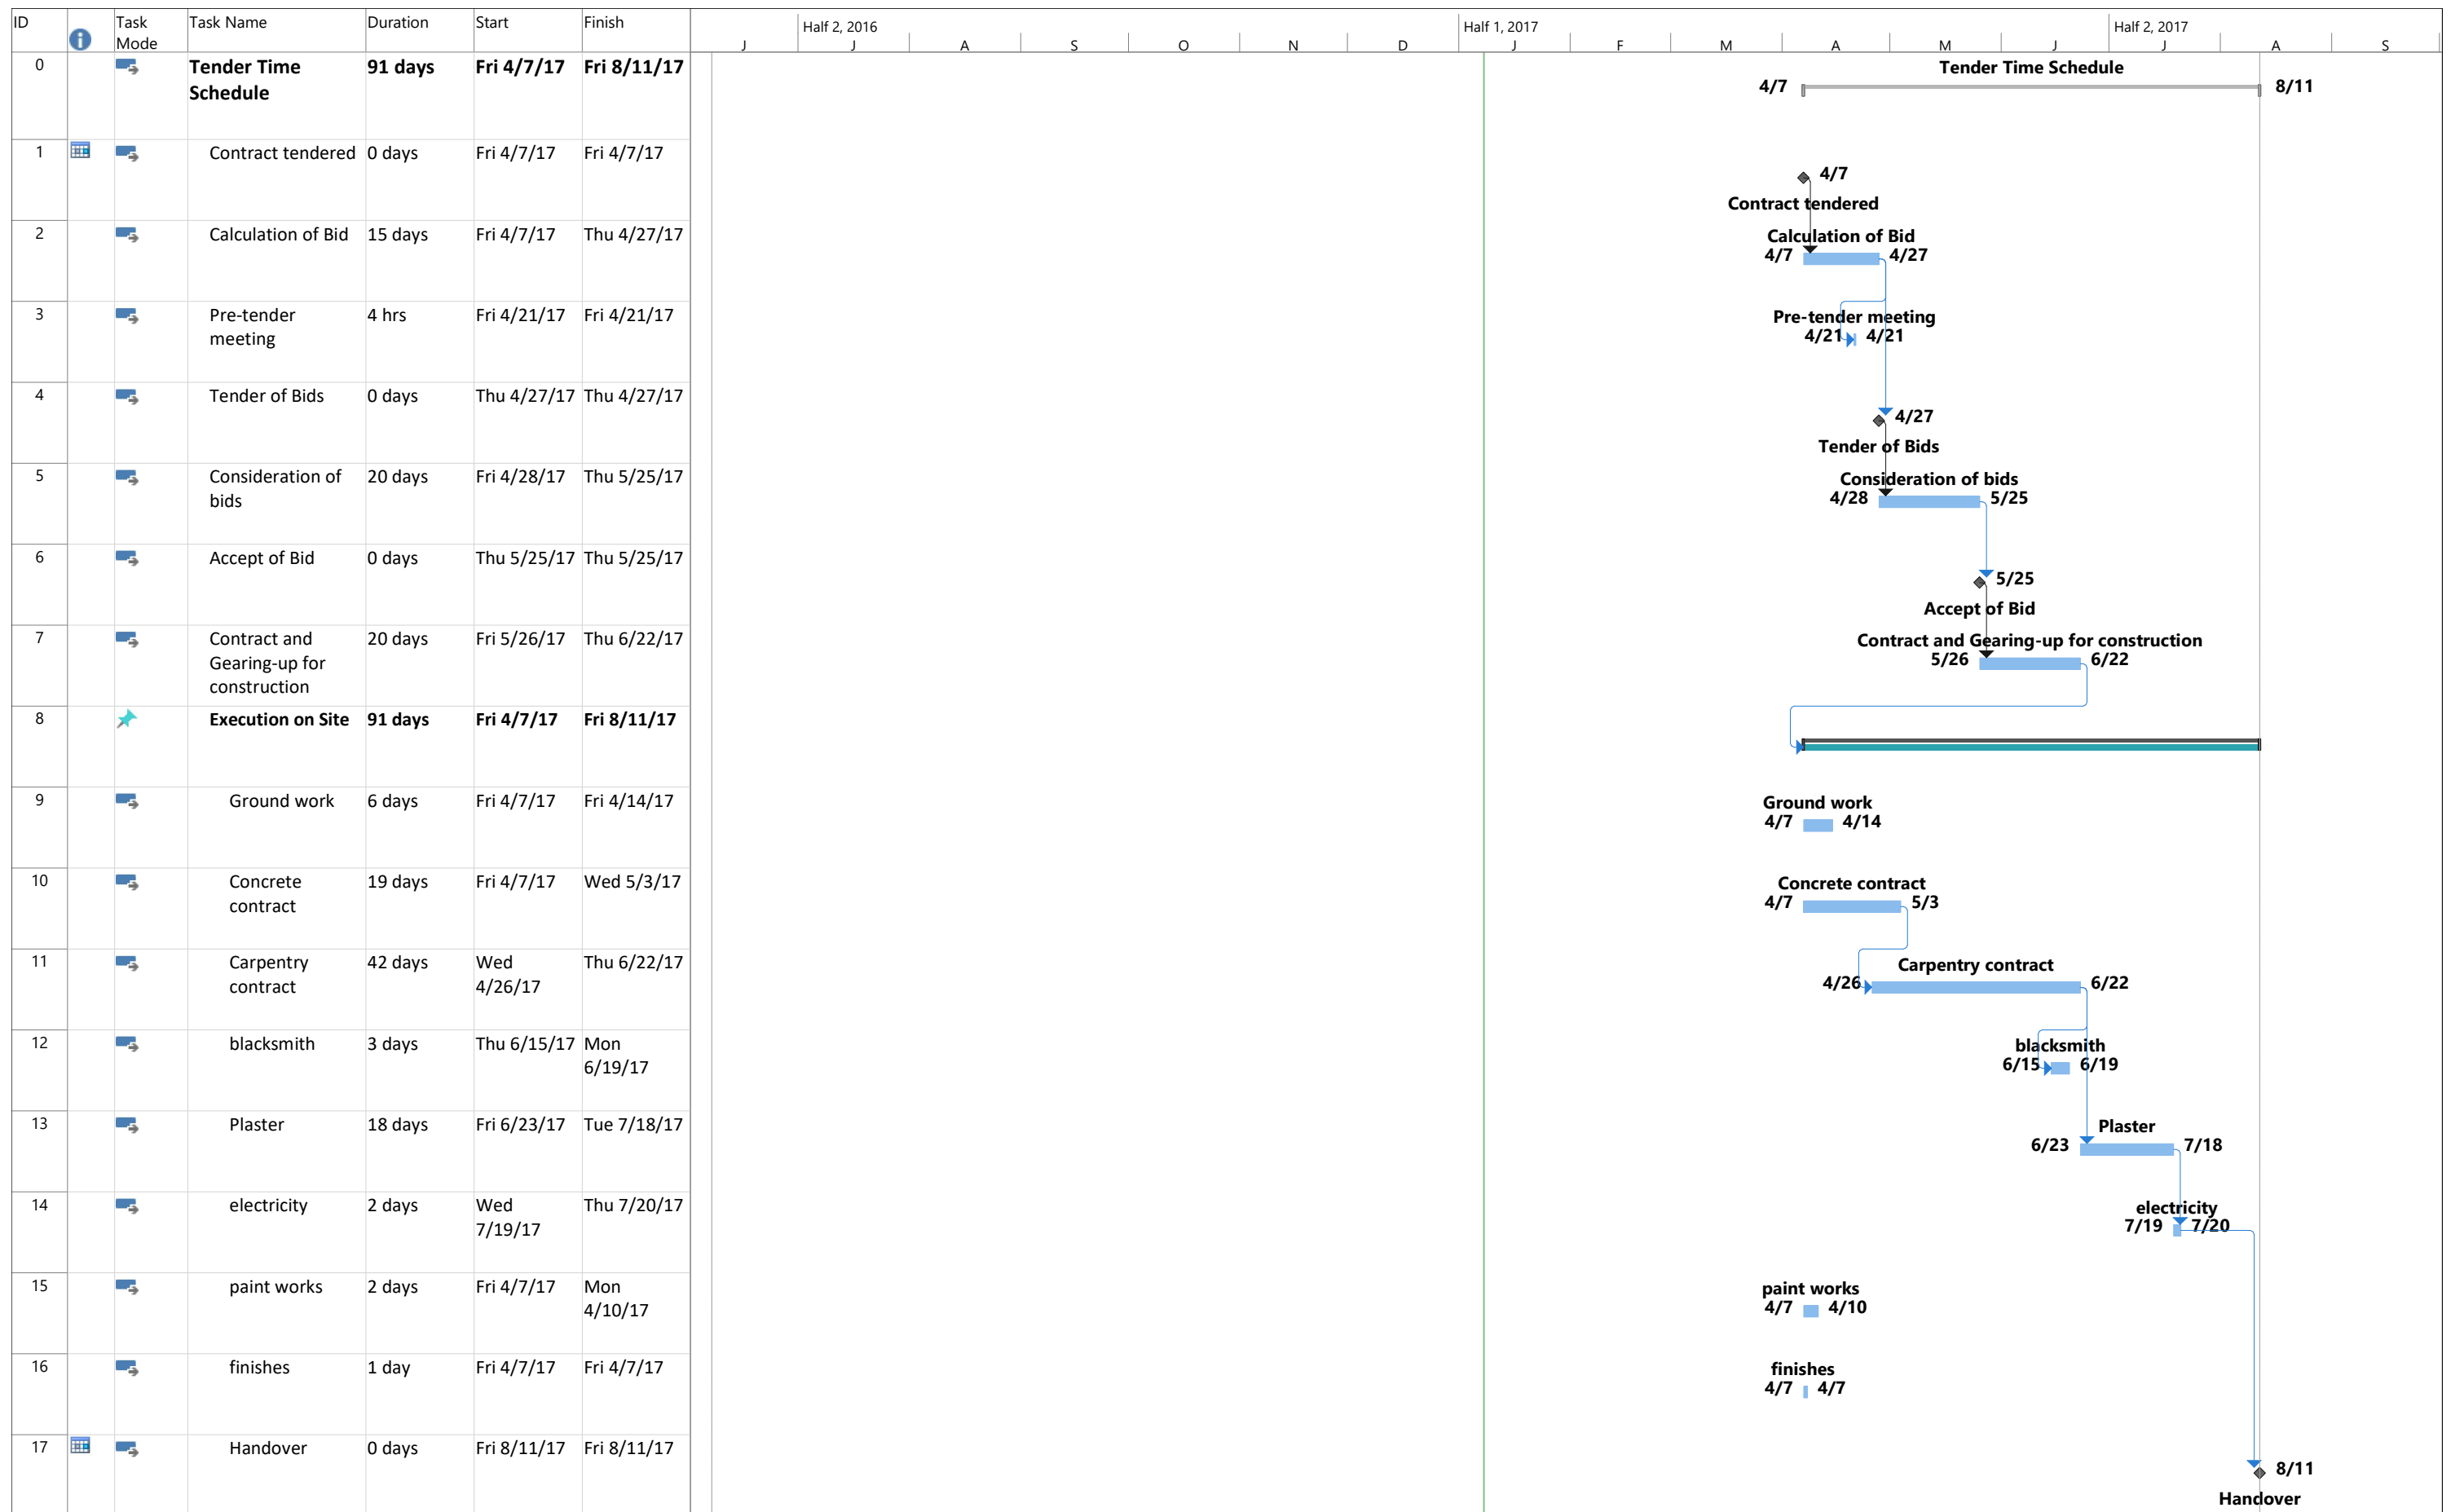 ID Task Mode Task Name Duration Start Finish
Half 2, 2016 Half 1, 2017 Half 2, 2017
J J A S O N D J F M A M J J A S
0 Tender Time Schedule 91 days Fri 4/7/17 Fri 8/11/17
Tender Time Schedule
4/7 8/11
1 Contract tendered 0 days Fri 4/7/17 Fri 4/7/17
4/7
Contract tendered
2 Calculation of Bid 15 days Fri 4/7/17 Thu 4/27/17
Calculation of Bid
4/7 4/27
3 Pre-tender meeting 4 hrs Fri 4/21/17 Fri 4/21/17
Pre-tender meeting
4/21 4/21
4 Tender of Bids 0 days Thu 4/27/17 Thu 4/27/17
4/27
Tender of Bids
5 Consideration of bids 20 days Fri 4/28/17 Thu 5/25/17
Consideration of bids
4/28 5/25
6 Accept of Bid 0 days Thu 5/25/17 Thu 5/25/17
5/25
Accept of Bid
7 Contract and Gearing-up for construction 20 days Fri 5/26/17 Thu 6/22/17
Contract and Gearing-up for construction
5/26 6/22
8 Execution on Site 91 days Fri 4/7/17 Fri 8/11/17
9 Ground work 6 days Fri 4/7/17 Fri 4/14/17
Ground work
4/7 4/14
10 Concrete contract 19 days Fri 4/7/17 Wed 5/3/17
Concrete contract
4/7 5/3
11 Carpentry contract 42 days Wed 4/26/17 Thu 6/22/17
Carpentry contract
4/26 6/22
12 blacksmith 3 days Thu 6/15/17 Mon 6/19/17
blacksmith
6/15 6/19
13 Plaster 18 days Fri 6/23/17 Tue 7/18/17
Plaster
6/23 7/18
14 electricity 2 days Wed 7/19/17 Thu 7/20/17
electricity
7/19 7/20
15 paint works 2 days Fri 4/7/17 Mon 4/10/17
paint works
4/7 4/10
16 finishes 1 day Fri 4/7/17 Fri 4/7/17
finishes
4/7 4/7
17 Handover 0 days Fri 8/11/17 Fri 8/11/17
8/11
Handover